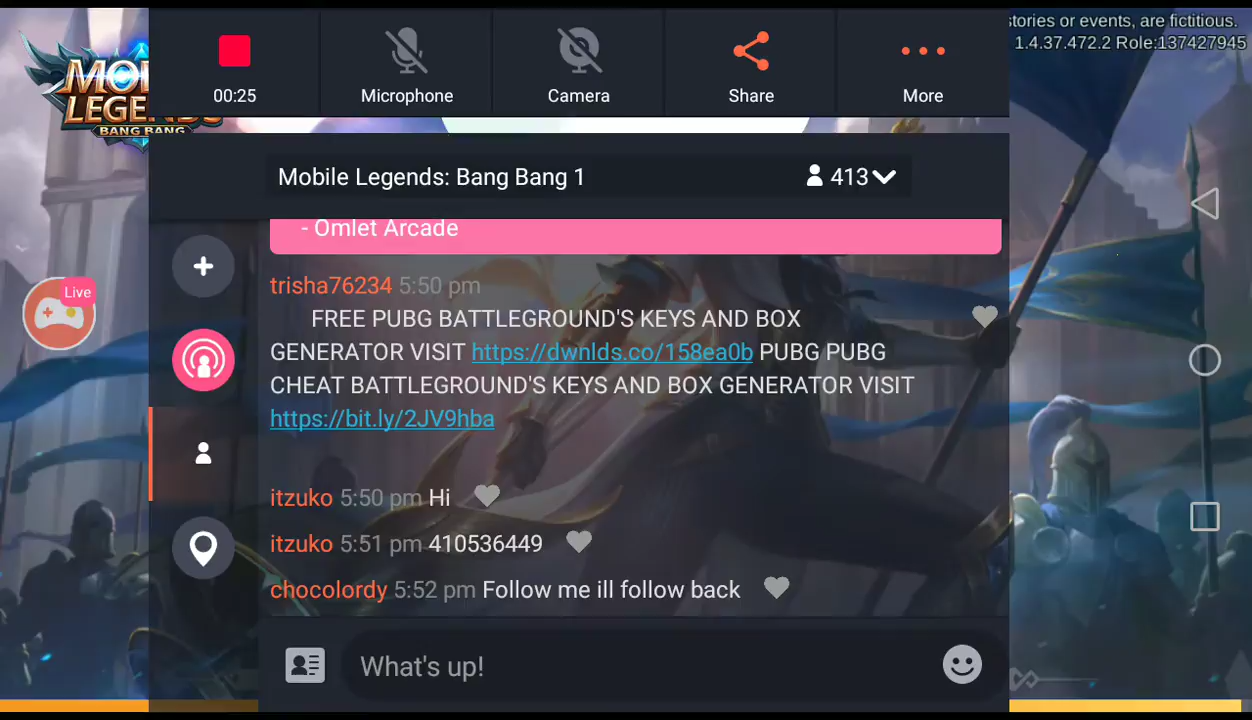 stories or events, are fictitious.
1.4.37.472.2 Role:137427945
MOBILE
LEGENDS
BANG BANG
00:25
Microphone
Camera
Share
More
Mobile Legends: Bang Bang 1
413
- Omlet Arcade
Live
trisha76234 5:50 pm
FREE PUBG BATTLEGROUND'S KEYS AND BOX
GENERATOR VISIT https://dwnlds.co/158ea0b PUBG PUBG
CHEAT BATTLEGROUND'S KEYS AND BOX GENERATOR VISIT
https://bit.ly/2JV9hba
itzuko 5:50 pm Hi
itzuko 5:51 pm 410536449
chocolordy 5:52 pm Follow me ill follow back
What's up!